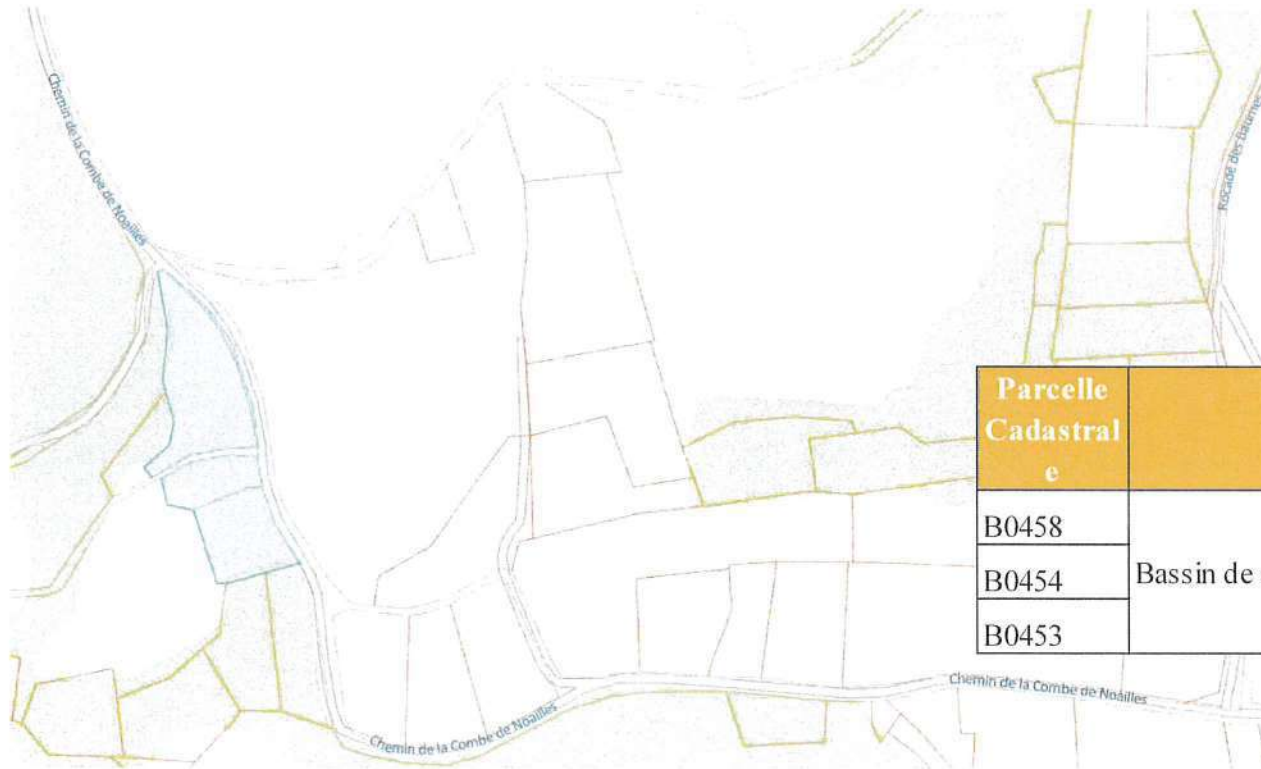 Chemin de la Combe de Noailles
Rocade des Baumes
Parcelle
Cadastral
e
B0458
B0454
Bassin de
B0453
Chemin de la Combe de Noailles
Chemin de la Combe de Noailles